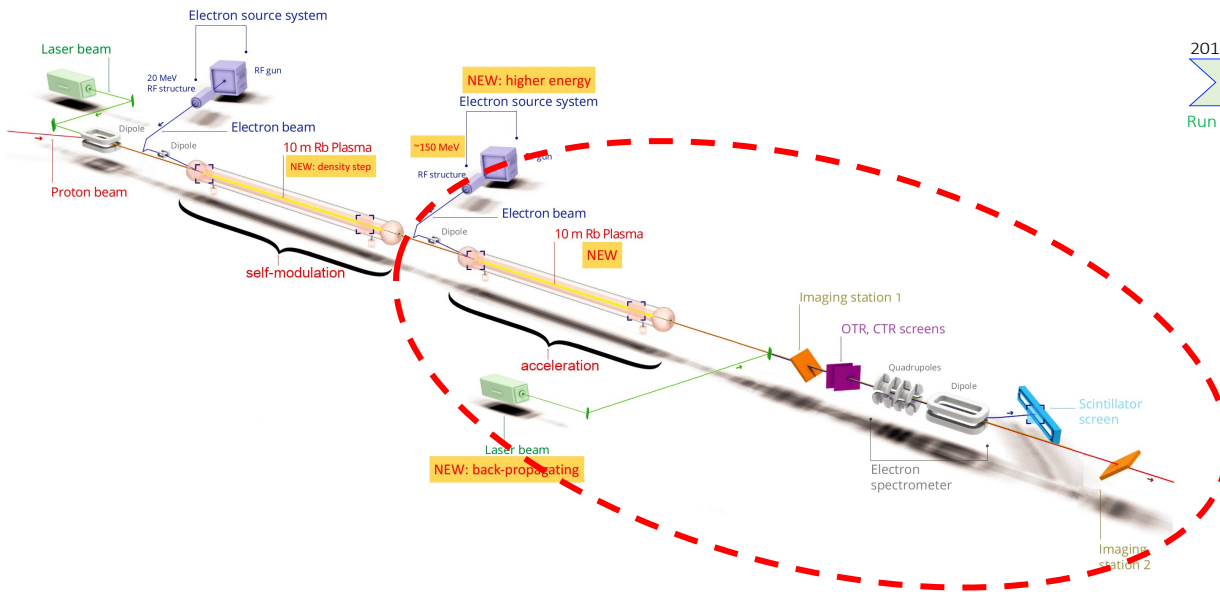 Electron source system
Laser beam
20 MeV
RF structure
RF gun
Dipole
Electron beam
Dipole
10 m Rb Plasma
NEW: density step
Proton beam
self-modulation
NEW: higher energy
Electron source system
~150 MeV
gun
RF structure
Electron beam
Dipole
10 m Rb Plasma
NEW
acceleration
Laser beam
NEW: back-propagating
Imaging station 1
OTR, CTR screens
Quadrupoles
Dipole
Scintillator
screen
Electron
spectrometer
Imaging
station 2
201
Run